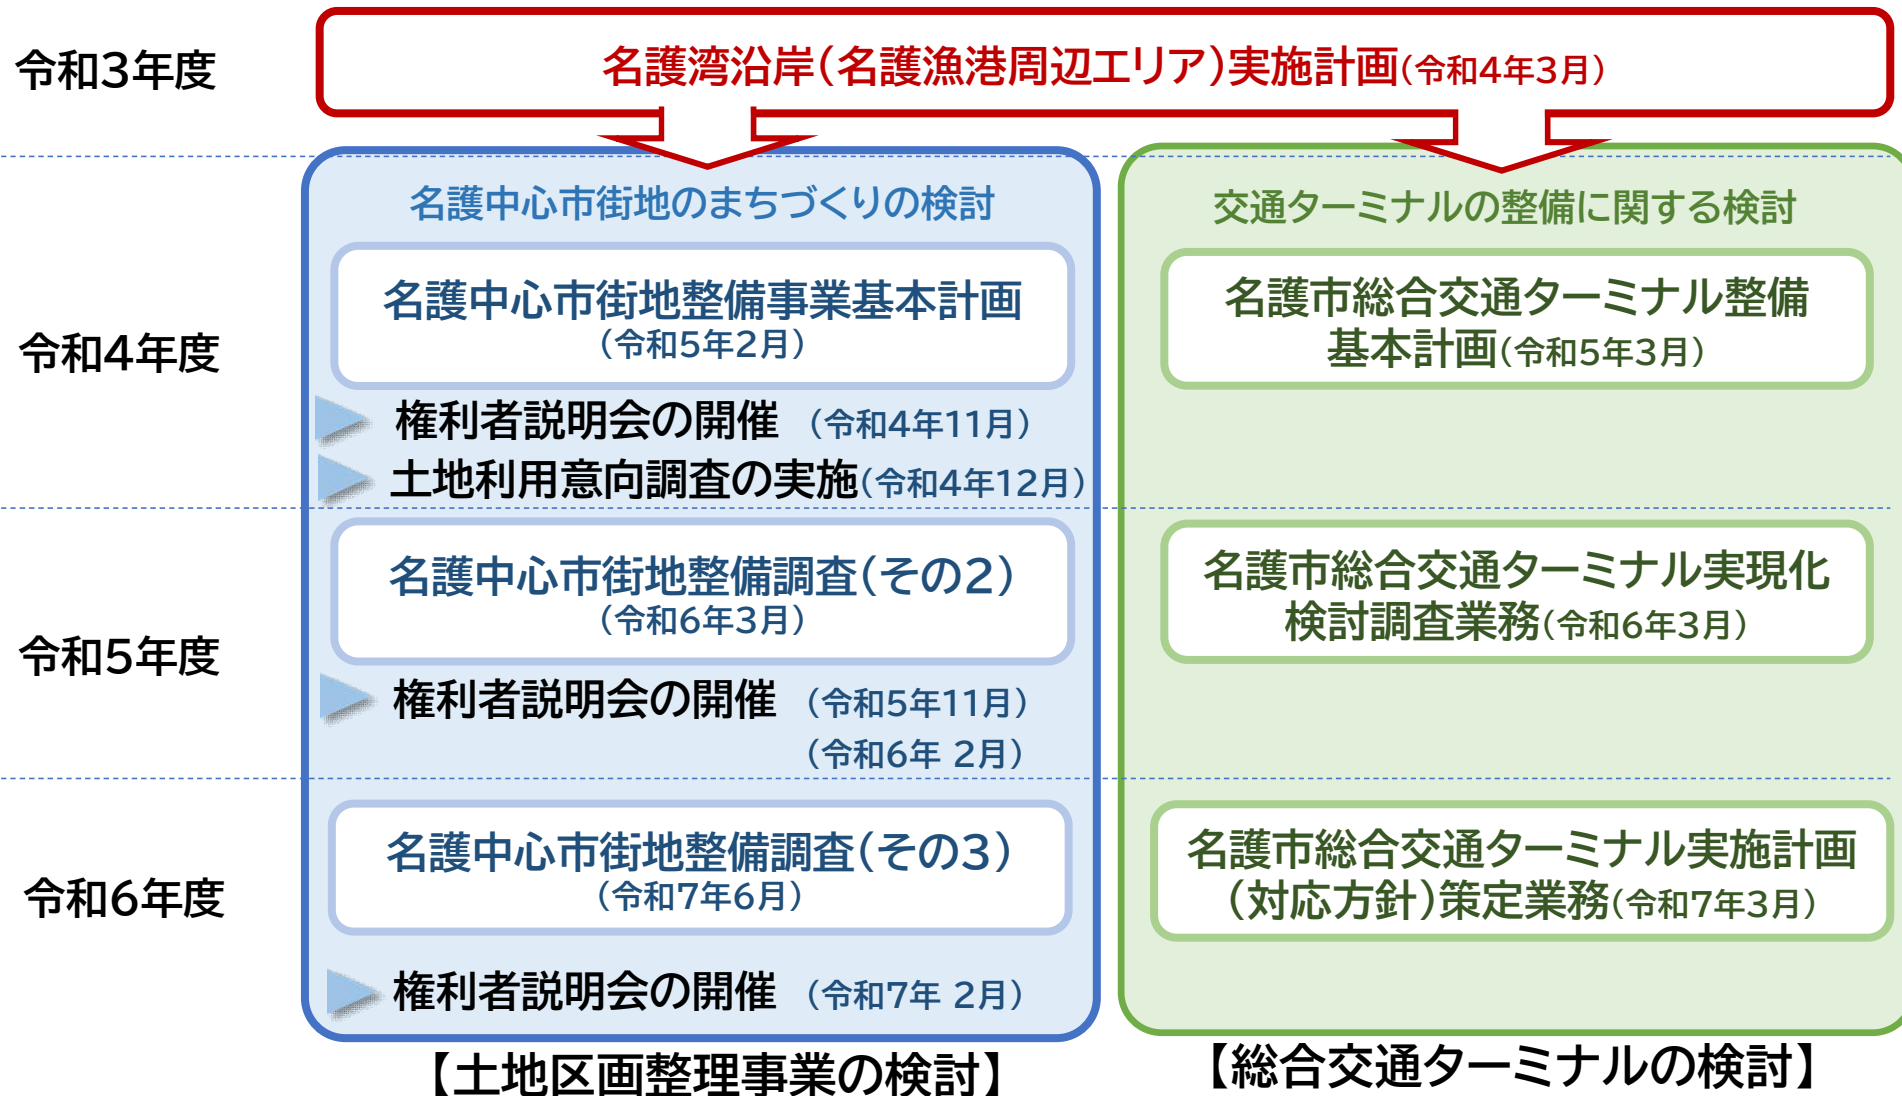 令和3年度
名護湾沿岸（名護漁港周辺エリア）実施計画（令和4年3月）
名護中心市街地のまちづくりの検討
交通ターミナルの整備に関する検討
令和4年度
名護中心市街地整備事業基本計画
（令和5年2月）
権利者説明会の開催 （令和4年11月）
土地利用意向調査の実施（令和4年12月）
名護市総合交通ターミナル整備
基本計画（令和5年3月）
令和5年度
名護中心市街地整備調査（その2）
（令和6年3月）
権利者説明会の開催 （令和5年11月）
（令和6年 2月）
名護市総合交通ターミナル実現化
検討調査業務（令和6年3月）
令和6年度
名護中心市街地整備調査（その3）
（令和7年6月）
権利者説明会の開催 （令和7年 2月）
名護市総合交通ターミナル実施計画
（対応方針）策定業務（令和7年3月）
【土地区画整理事業の検討】
【総合交通ターミナルの検討】